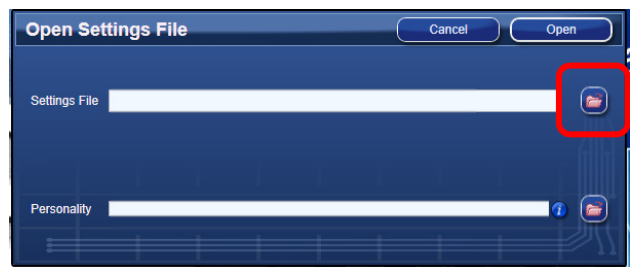 Open Settings File
Cancel
Open
Settings File
Personality
i